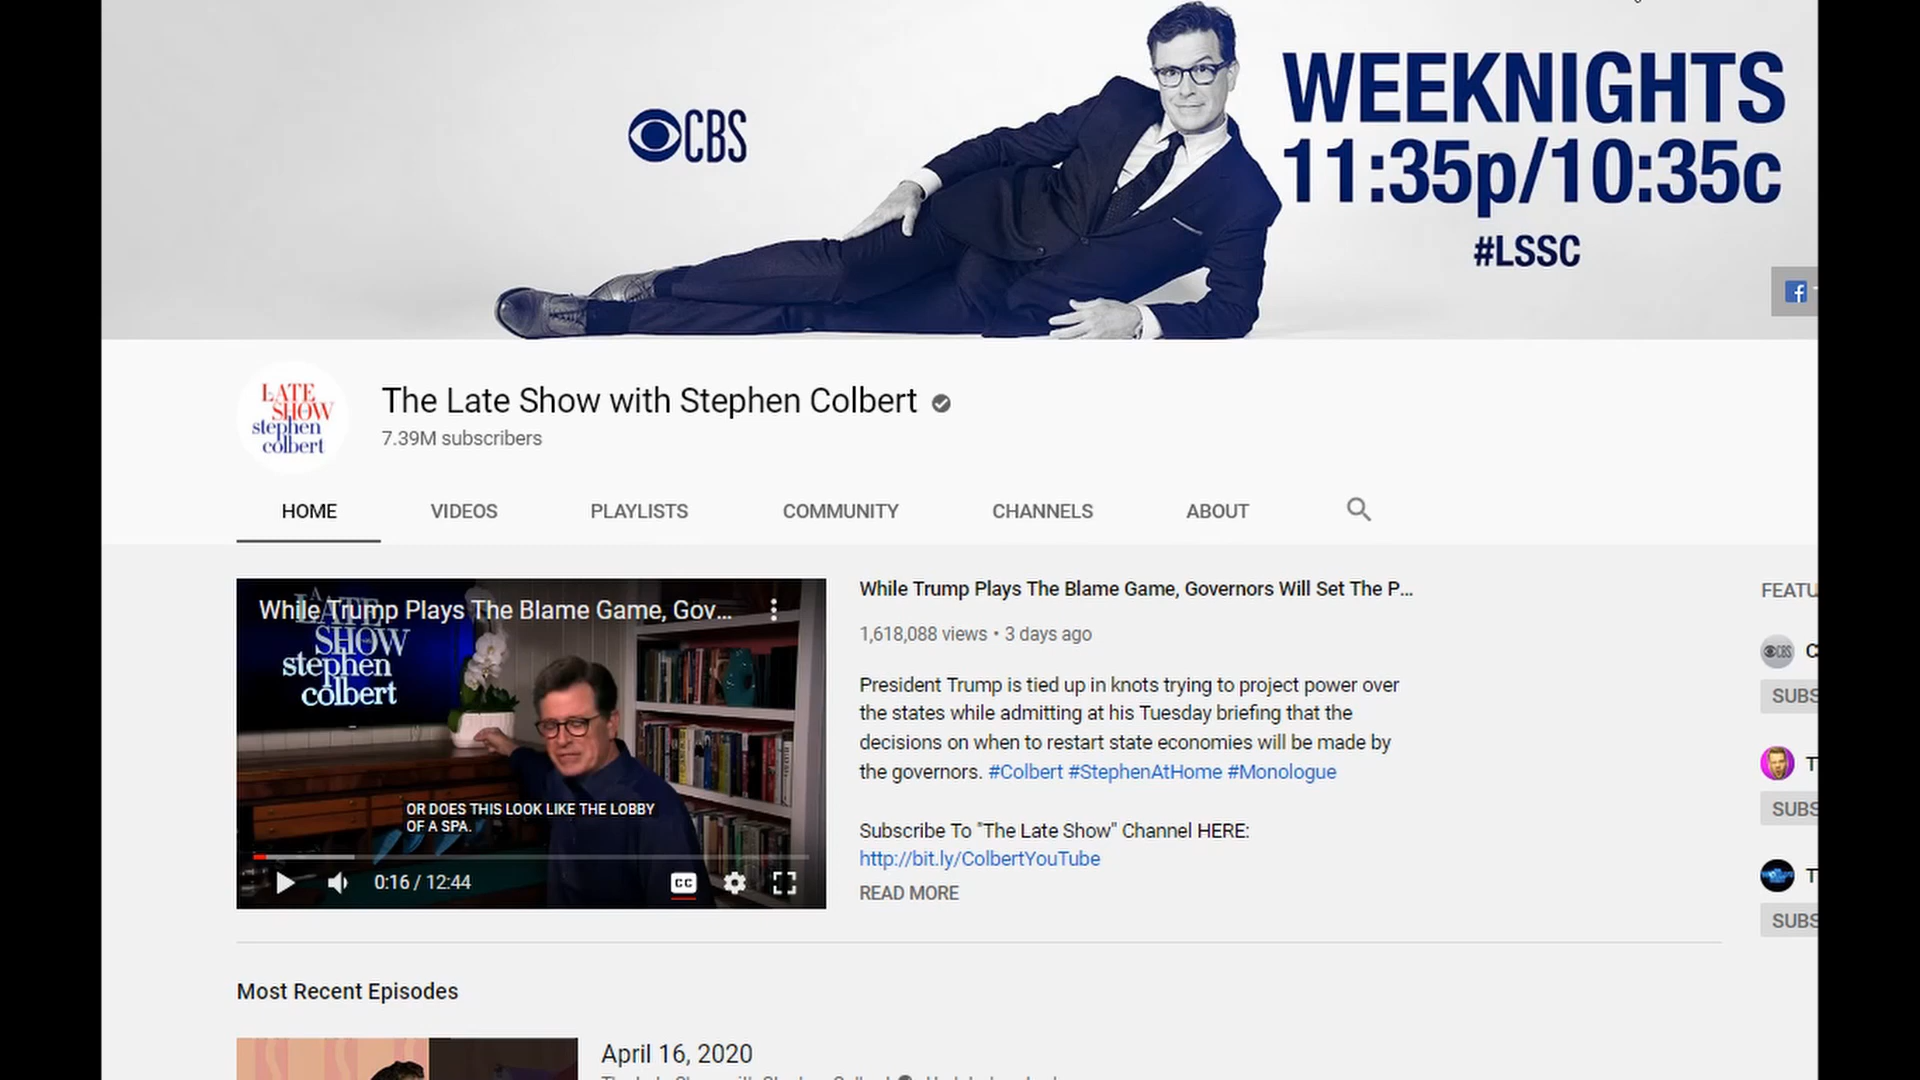 CBS
WEEKNIGHTS
11:35p/10:35c
#LSSC
LATE
SHOW
stephen
colbert
The Late Show with Stephen Colbert
7.39M subscribers
HOME VIDEOS PLAYLISTS COMMUNITY CHANNELS ABOUT
While Trump Plays The Blame Game, Gov...
A
LATE
SHOW
stephen
colbert
OR DOES THIS LOOK LIKE THE LOBBY
OF A SPA.
0:16 / 12:44
CC
While Trump Plays The Blame Game, Governors Will Set The P...
1,618,088 views • 3 days ago
President Trump is tied up in knots trying to project power over
the states while admitting at his Tuesday briefing that the
decisions on when to restart state economies will be made by
the governors. #Colbert #StephenAtHome #Monologue
Subscribe To "The Late Show" Channel HERE:
http://bit.ly/ColbertYouTube
READ MORE
FEATU
CBS
C
SUBS
T
SUBS
T
SUBS
Most Recent Episodes
April 16, 2020